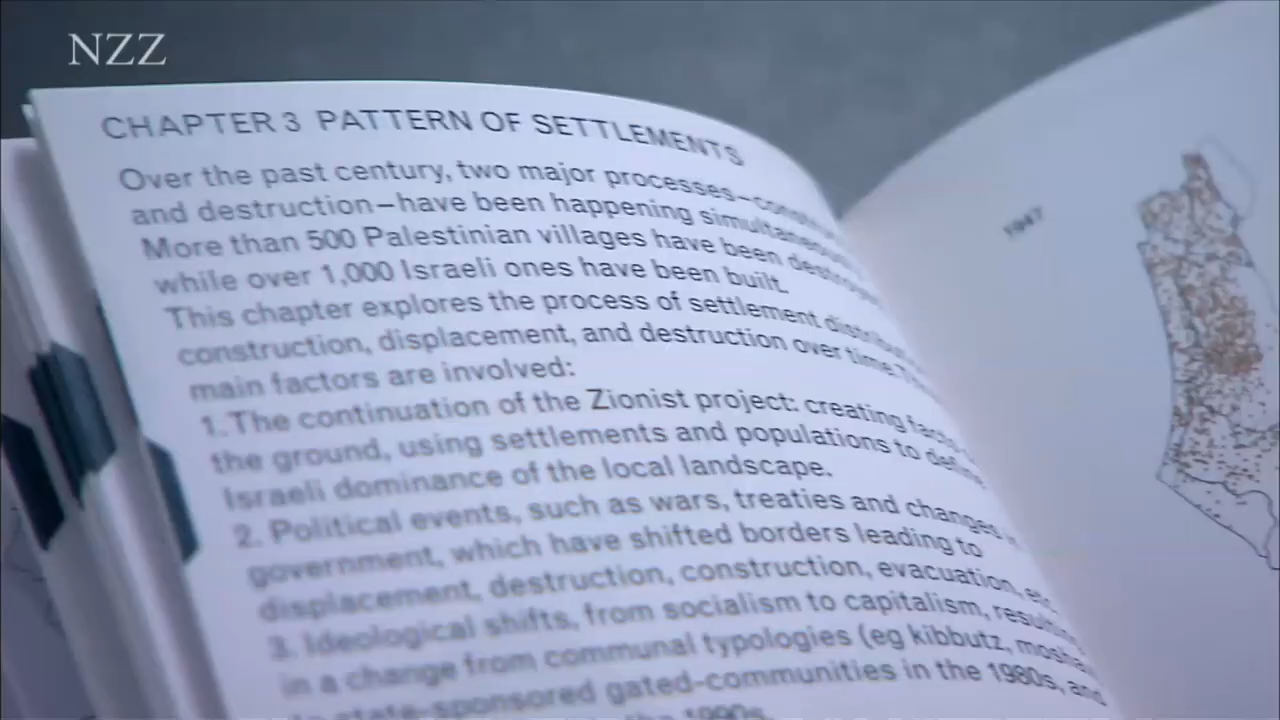 NZZ
CHAPTER 3 PATTERN OF SETTLEMENTS
Over the past century, two major processes—
and destruction—have been happening
More than 500 Palestinian villages have been
while over 1,000 Israeli ones have been built.
This chapter explores the process of settlement
construction, displacement, and destruction over time.
main factors are involved:
1. The continuation of the Zionist project: creating
the ground, using settlements and populations to
Israeli dominance of the local landscape.
2. Political events, such as wars, treaties and changes
government, which have shifted borders leading to
displacement, destruction, construction, evacuation, etc.
3. Ideological shifts, from socialism to capitalism,
in a change from communal typologies (eg kibbutz,
to state-sponsored gated-communities in the 1980s, and
the 1990s.
1947